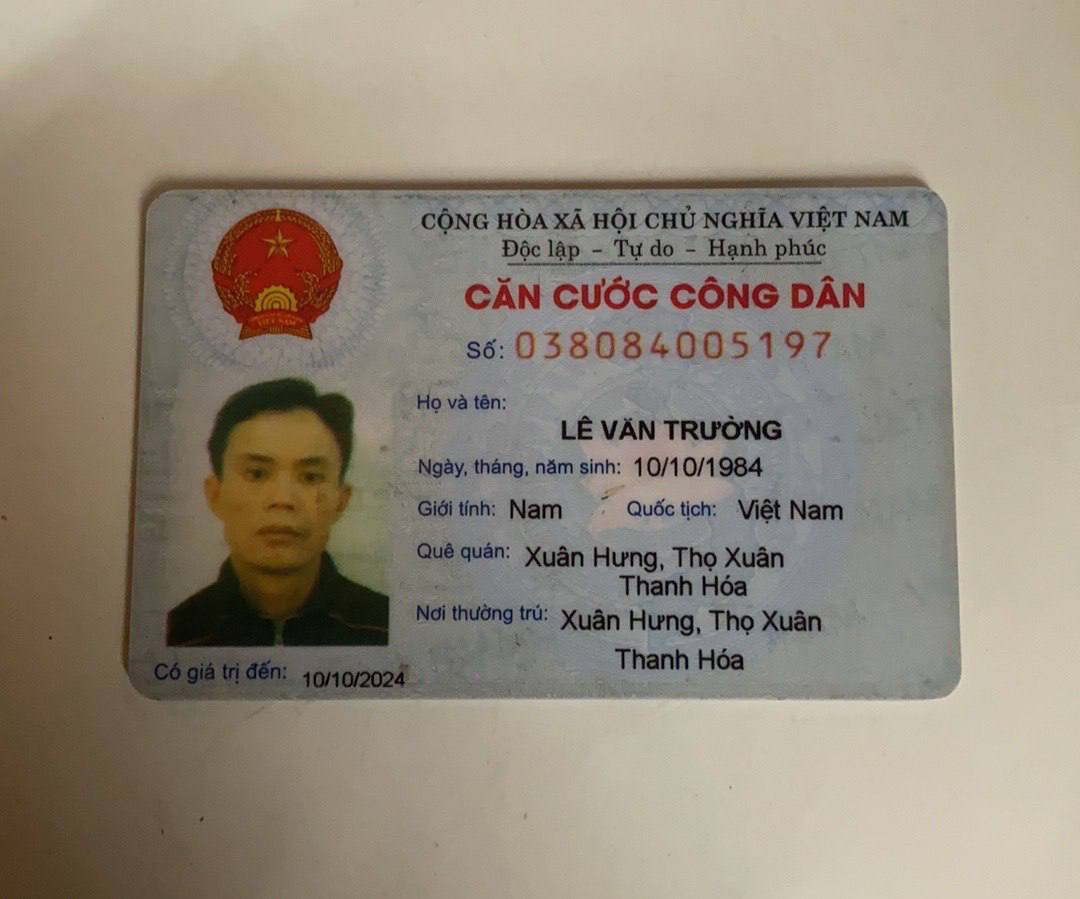 CỘNG HÒA XÃ HỘI CHỦ NGHĨA VIỆT NAM
Độc lập – Tự do – Hạnh phúc
CĂN CƯỚC CÔNG DÂN
Số: 038084005197
Họ và tên:
LÊ VĂN TRƯỜNG
Ngày, tháng, năm sinh: 10/10/1984
Giới tính: Nam Quốc tịch: Việt Nam
Quê quán: Xuân Hưng, Thọ Xuân
Thanh Hóa
Nơi thường trú: Xuân Hưng, Thọ Xuân
Thanh Hóa
Có giá trị đến: 10/10/2024